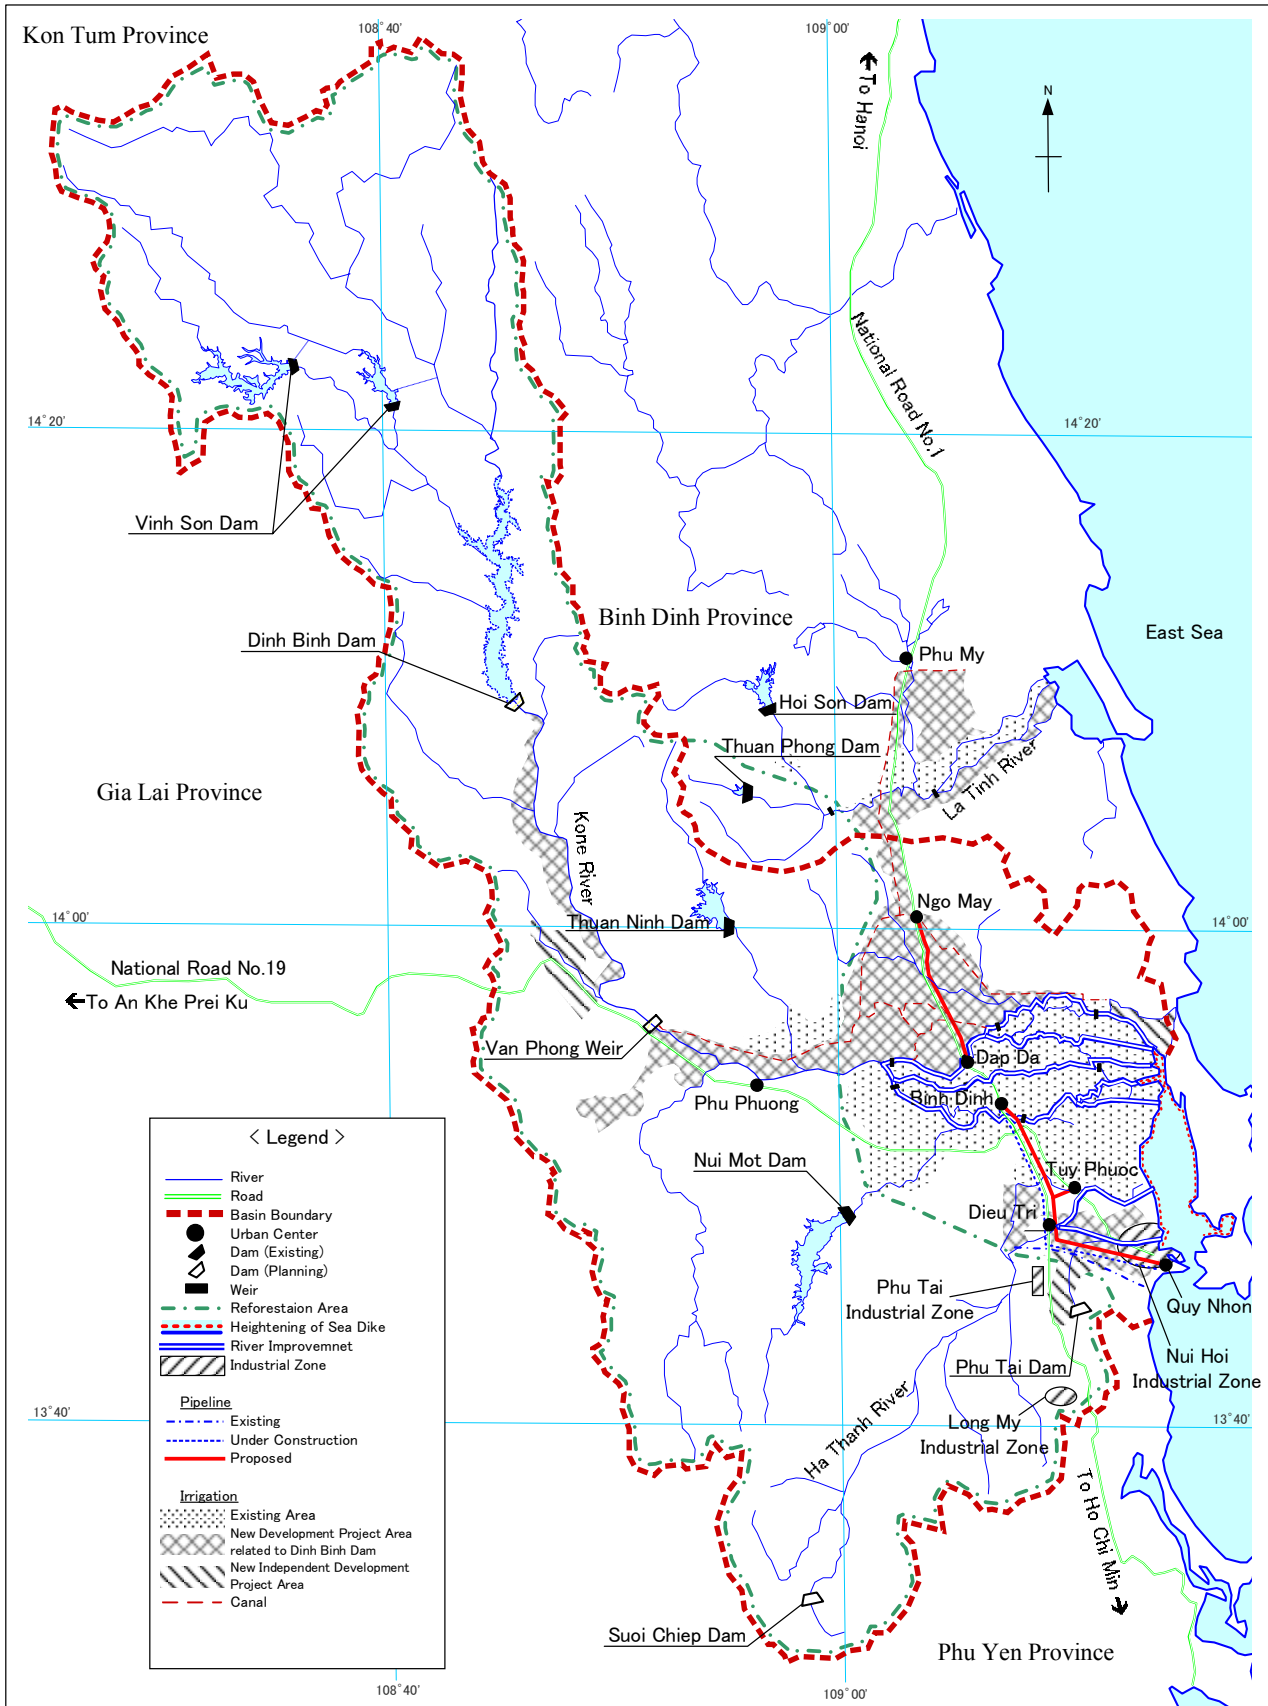 Kon Tum Province
108°40'
109°00'
To Hanoi
N
National Road No.1
14°20'
14°20'
Vinh Son Dam
Binh Dinh Province
East Sea
Dinh Binh Dam
Phu My
Hoi Son Dam
Thuan Phong Dam
La Tinh River
Gia Lai Province
Kone River
Ngo May
14°00'
Thuan Ninh Dam
14°00'
National Road No.19
To An Khe Prei Ku
Van Phong Weir
Dap Da
Phu Phuong
Binh Dinh
Nui Mot Dam
Tuy Phuoc
Dieu Tri
Phu Tai
Industrial Zone
Quy Nhon
Phu Tai Dam
Nui Hoi
Industrial Zone
Ha Thanh River
Long My
Industrial Zone
13°40'
13°40'
To Ho Chi Min
Suoi Chiep Dam
Phu Yen Province
108°40'
109°00'
< Legend >
River
Road
Basin Boundary
Urban Center
Dam (Existing)
Dam (Planning)
Weir
Reforestaion Area
Heightening of Sea Dike
River Improvemnet
Industrial Zone
Pipeline
Existing
Under Construction
Proposed
Irrigation
Existing Area
New Development Project Area
related to Dinh Binh Dam
New Independent Development
Project Area
Canal